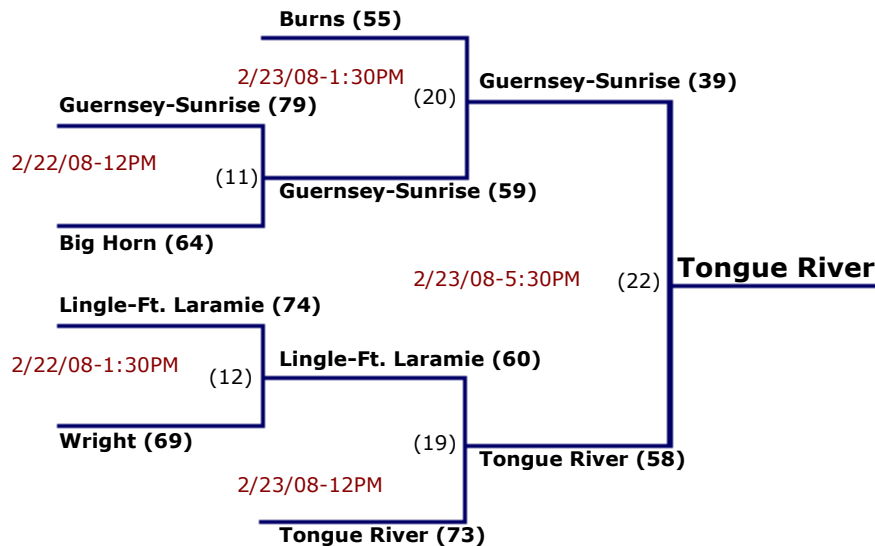 Burns (55)
2/23/08-1:30PM
Guernsey-Sunrise (39)
(20)
Guernsey-Sunrise (79)
2/22/08-12PM
(11)
Guernsey-Sunrise (59)
Big Horn (64)
Tongue River
2/23/08-5:30PM
(22)
Lingle-Ft. Laramie (74)
2/22/08-1:30PM
Lingle-Ft. Laramie (60)
(12)
Wright (69)
(19)
Tongue River (58)
2/23/08-12PM
Tongue River (73)